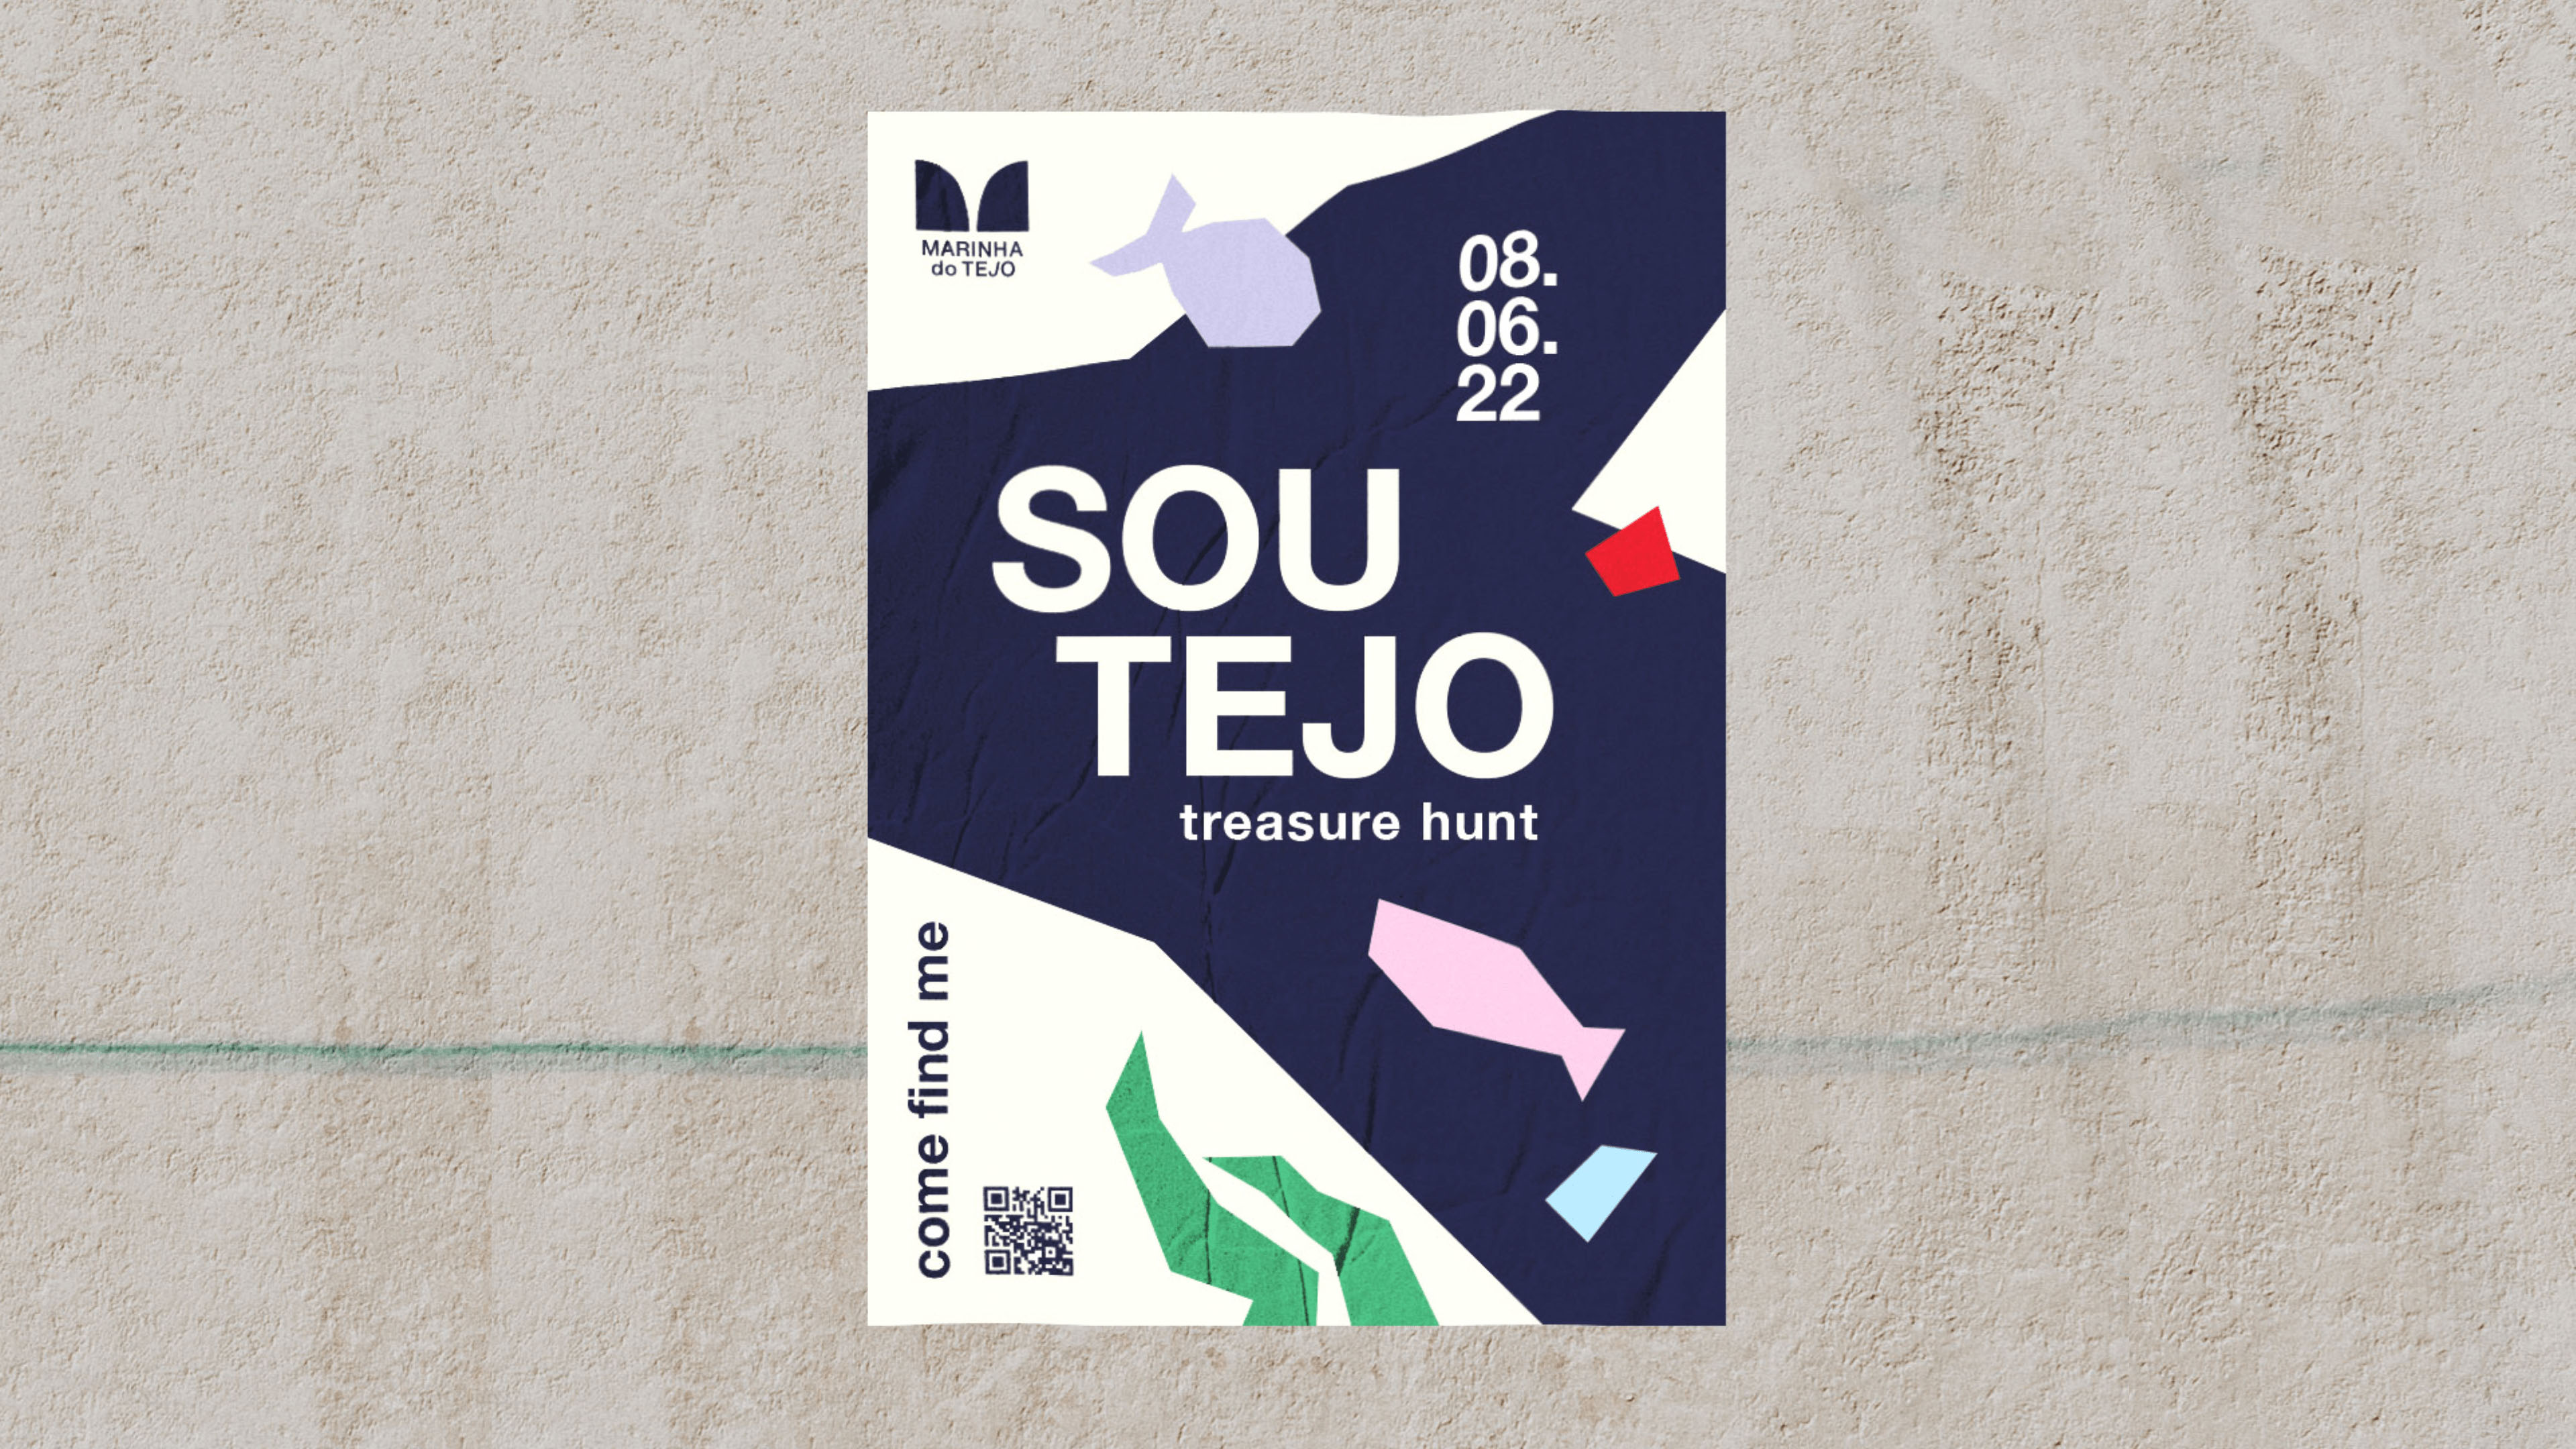 MARINHA
do TEJO
08.
06.
22
SOU
TEJO
treasure hunt
come find me